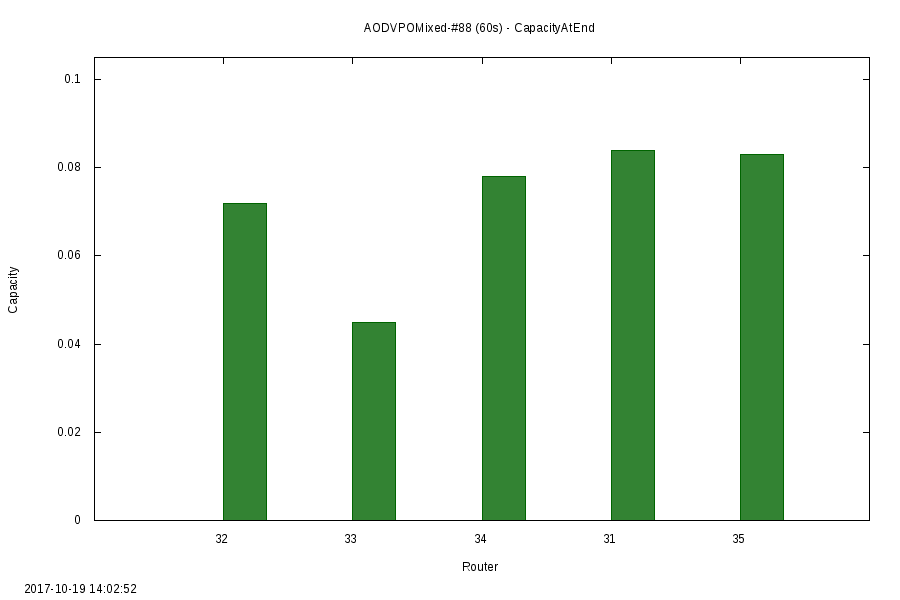 AODVPOMixed-#88 (60s) - CapacityAtEnd
0.1
0.08
0.06
0.04
0.02
0
Capacity
32 33 34 31 35
Router
2017-10-19 14:02:52